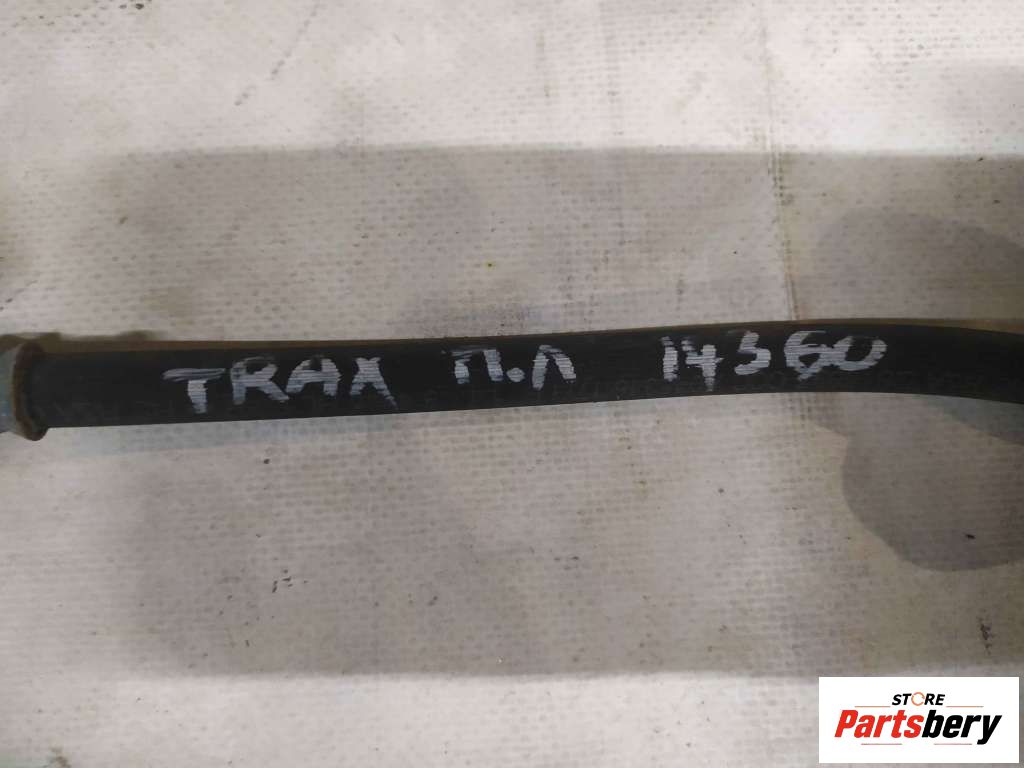 TRAX П.Л 14360
STORE
Partsbery